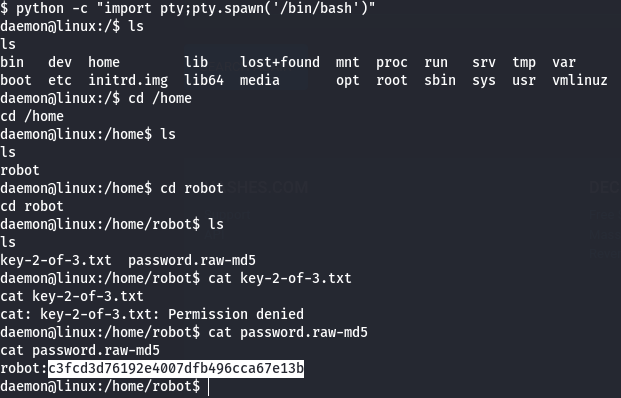 $ python -c "import pty;pty.spawn('/bin/bash')"
daemon@linux:/$ ls
ls
bin   dev  home        lib    lost+found  mnt  proc  run   srv  tmp  var
boot  etc  initrd.img  lib64  media       opt  root  sbin  sys  usr  vmlinuz
daemon@linux:/$ cd /home
cd /home
daemon@linux:/home$ ls
ls
robot
daemon@linux:/home$ cd robot
cd robot
daemon@linux:/home/robot$ ls
ls
key-2-of-3.txt  password.raw-md5
daemon@linux:/home/robot$ cat key-2-of-3.txt
cat key-2-of-3.txt
cat: key-2-of-3.txt: Permission denied
daemon@linux:/home/robot$ cat password.raw-md5
cat password.raw-md5
robot:c3fcd3d76192e4007dfb496cca67e13b
daemon@linux:/home/robot$